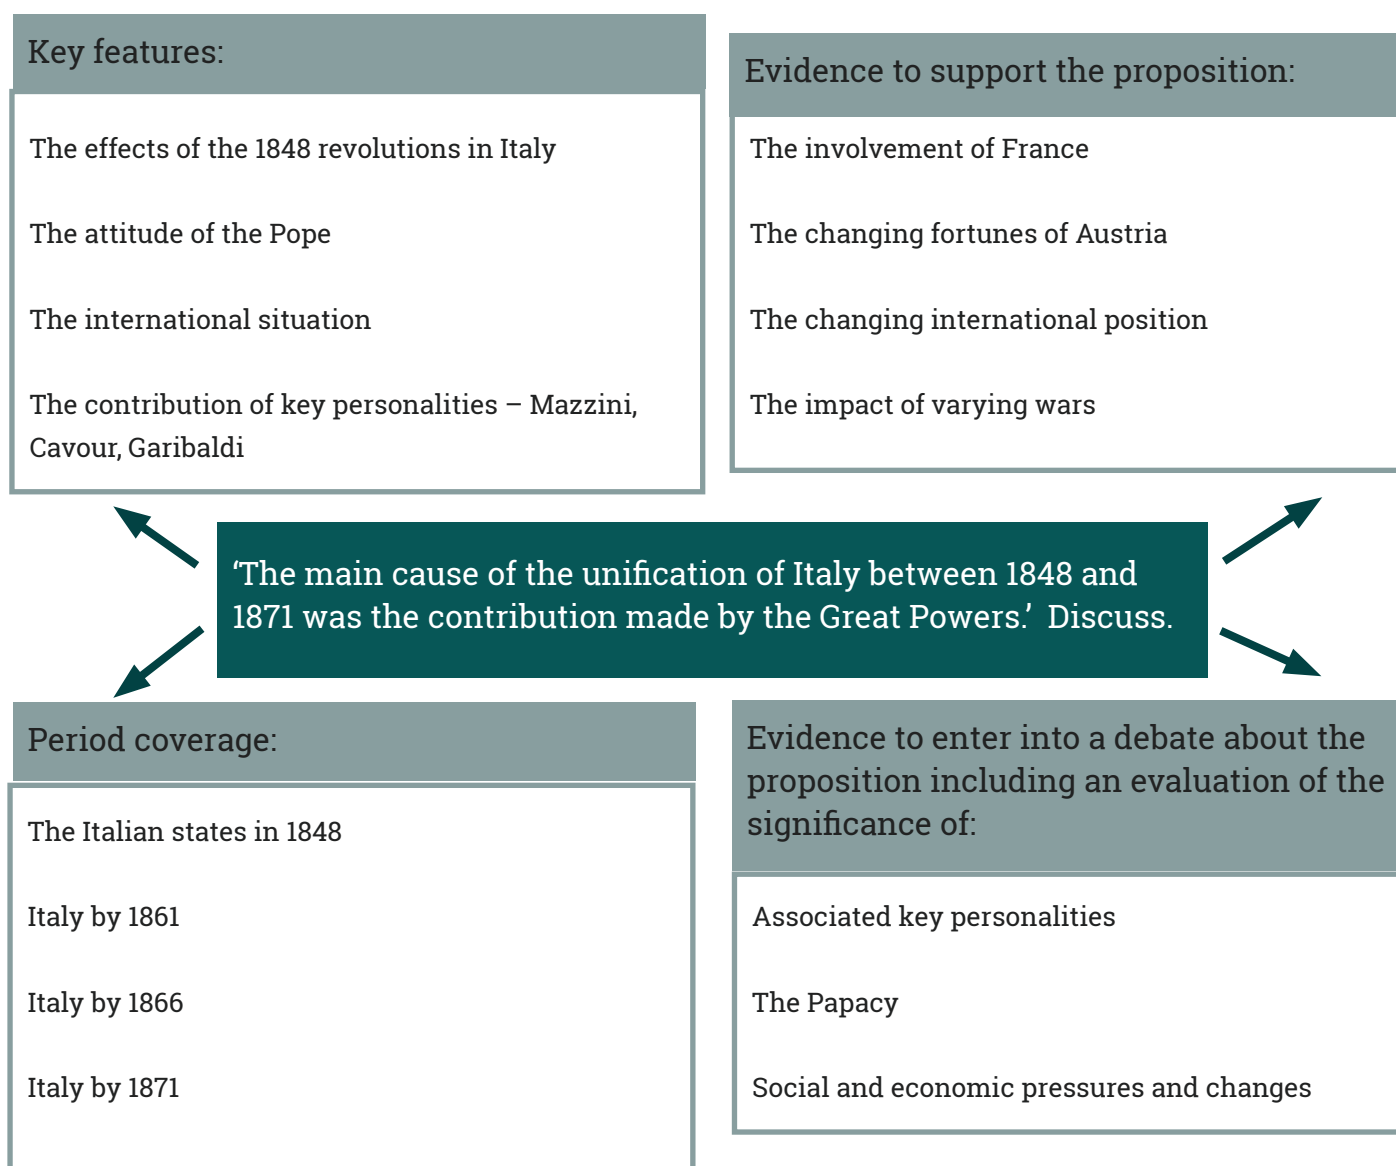 Key features:
The effects of the 1848 revolutions in Italy
The attitude of the Pope
The international situation
The contribution of key personalities – Mazzini,
Cavour, Garibaldi
Evidence to support the proposition:
The involvement of France
The changing fortunes of Austria
The changing international position
The impact of varying wars
‘The main cause of the unification of Italy between 1848 and
1871 was the contribution made by the Great Powers.’ Discuss.
Period coverage:
The Italian states in 1848
Italy by 1861
Italy by 1866
Italy by 1871
Evidence to enter into a debate about the
proposition including an evaluation of the
significance of:
Associated key personalities
The Papacy
Social and economic pressures and changes